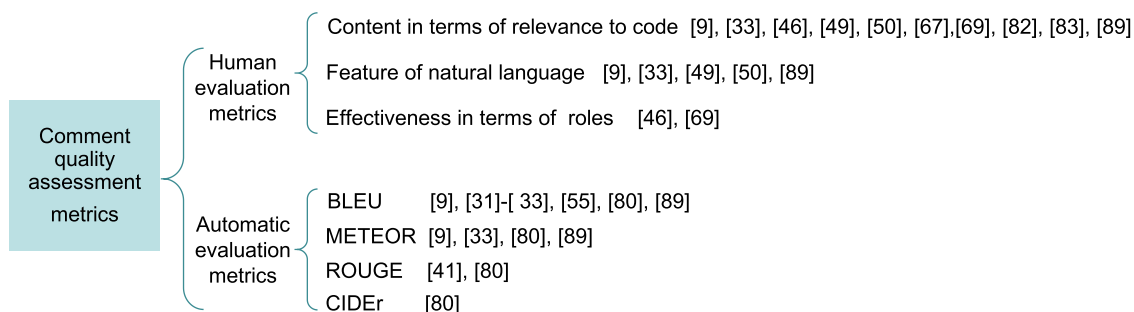 Comment
quality
assessment
metrics
Human
evaluation
metrics
Content in terms of relevance to code [9], [33], [46], [49], [50], [67],[69], [82], [83], [89]
Feature of natural language [9], [33], [49], [50], [89]
Effectiveness in terms of roles [46], [69]
Automatic
evaluation
metrics
BLEU [9], [31]-[ 33), [55], [80], [89]
METEOR [9], [33], [80], [89]
ROUGE [41], [80]
CIDEr [80]